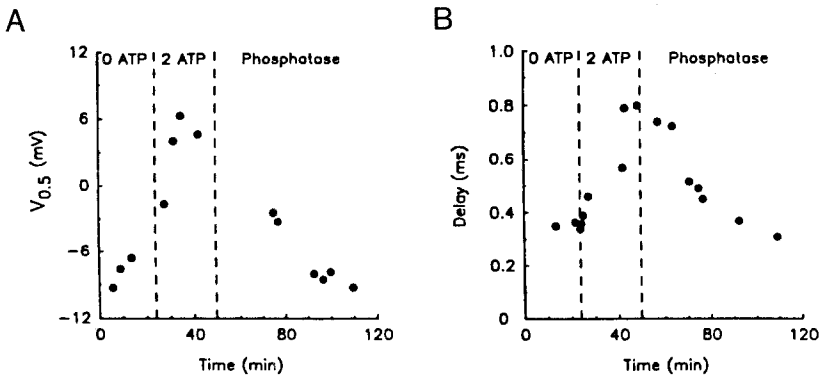 A
12
6
0
−6
−12
V0.5 (mV)
0 ATP
2 ATP
Phosphatase
0
40
80
120
Time (min)
B
1.0
0.8
0.6
0.4
0.2
0
Delay (ms)
0 ATP
2 ATP
Phosphatase
0
40
80
120
Time (min)